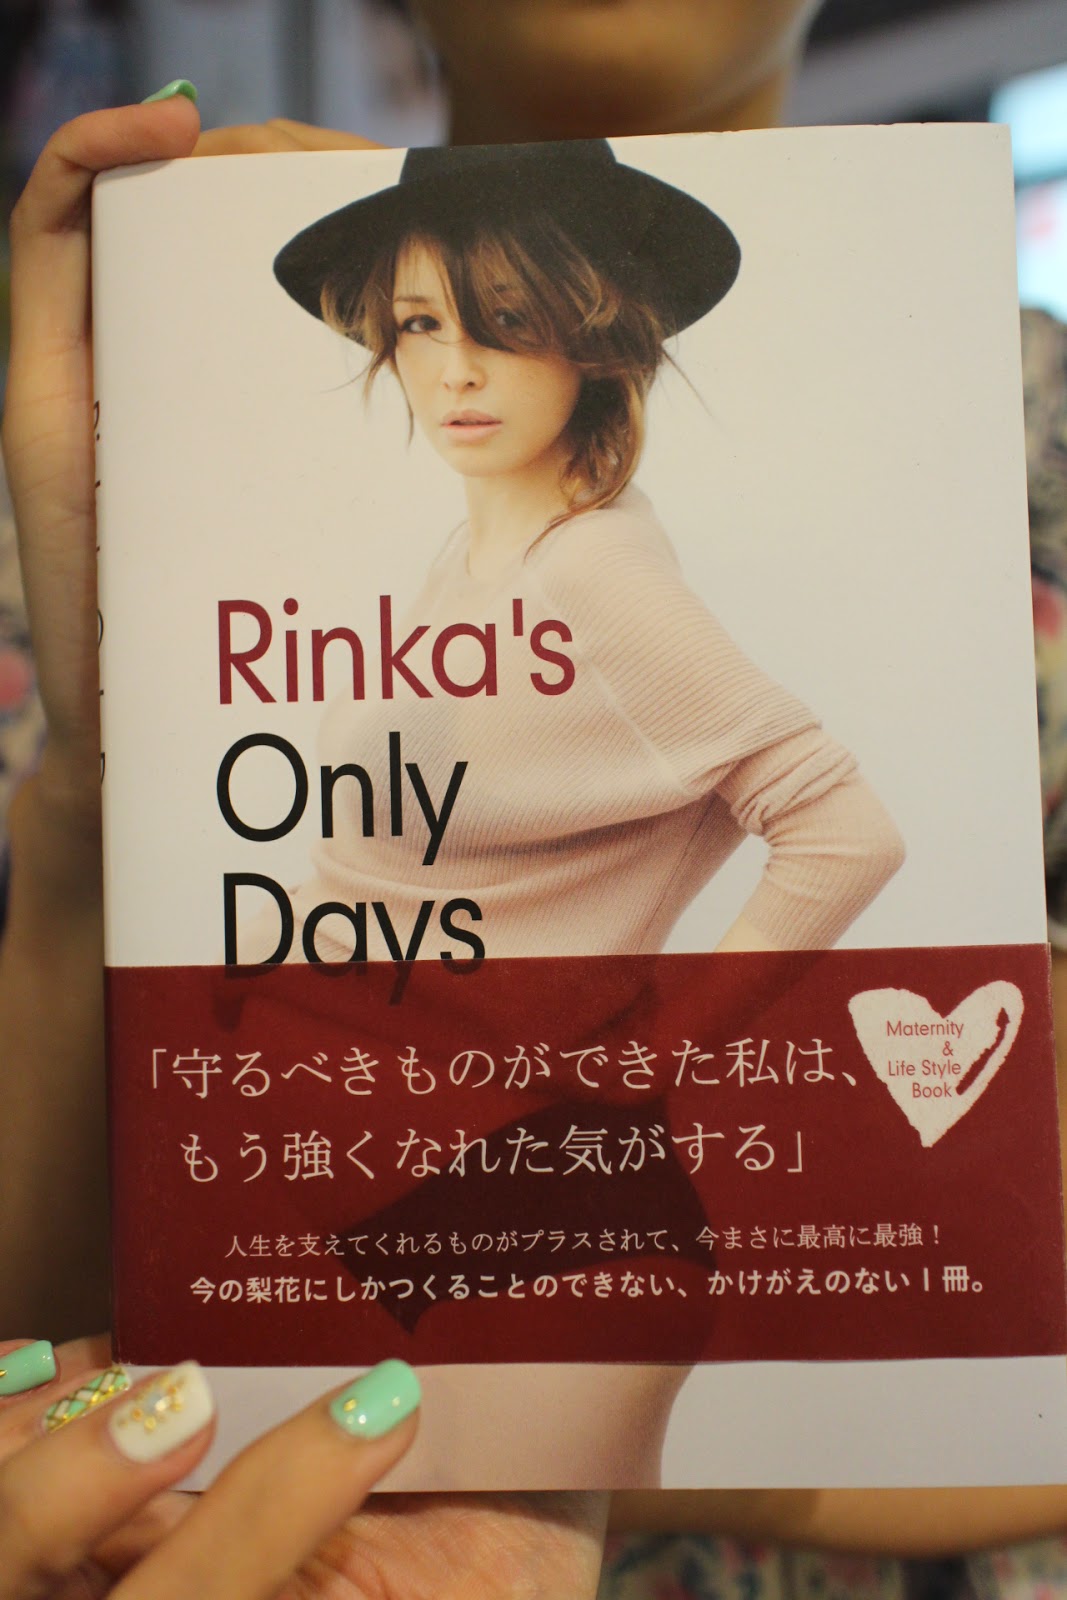 Rinka's
Only
Days
Maternity
&
Life Style
Book
「守るべきものができた私は、
もう強くなれた気がする」
人生を支えてくれるものがプラスされて、今まさに最高に最強！
今の梨花にしかつくることのできない、かけがえのない1冊。